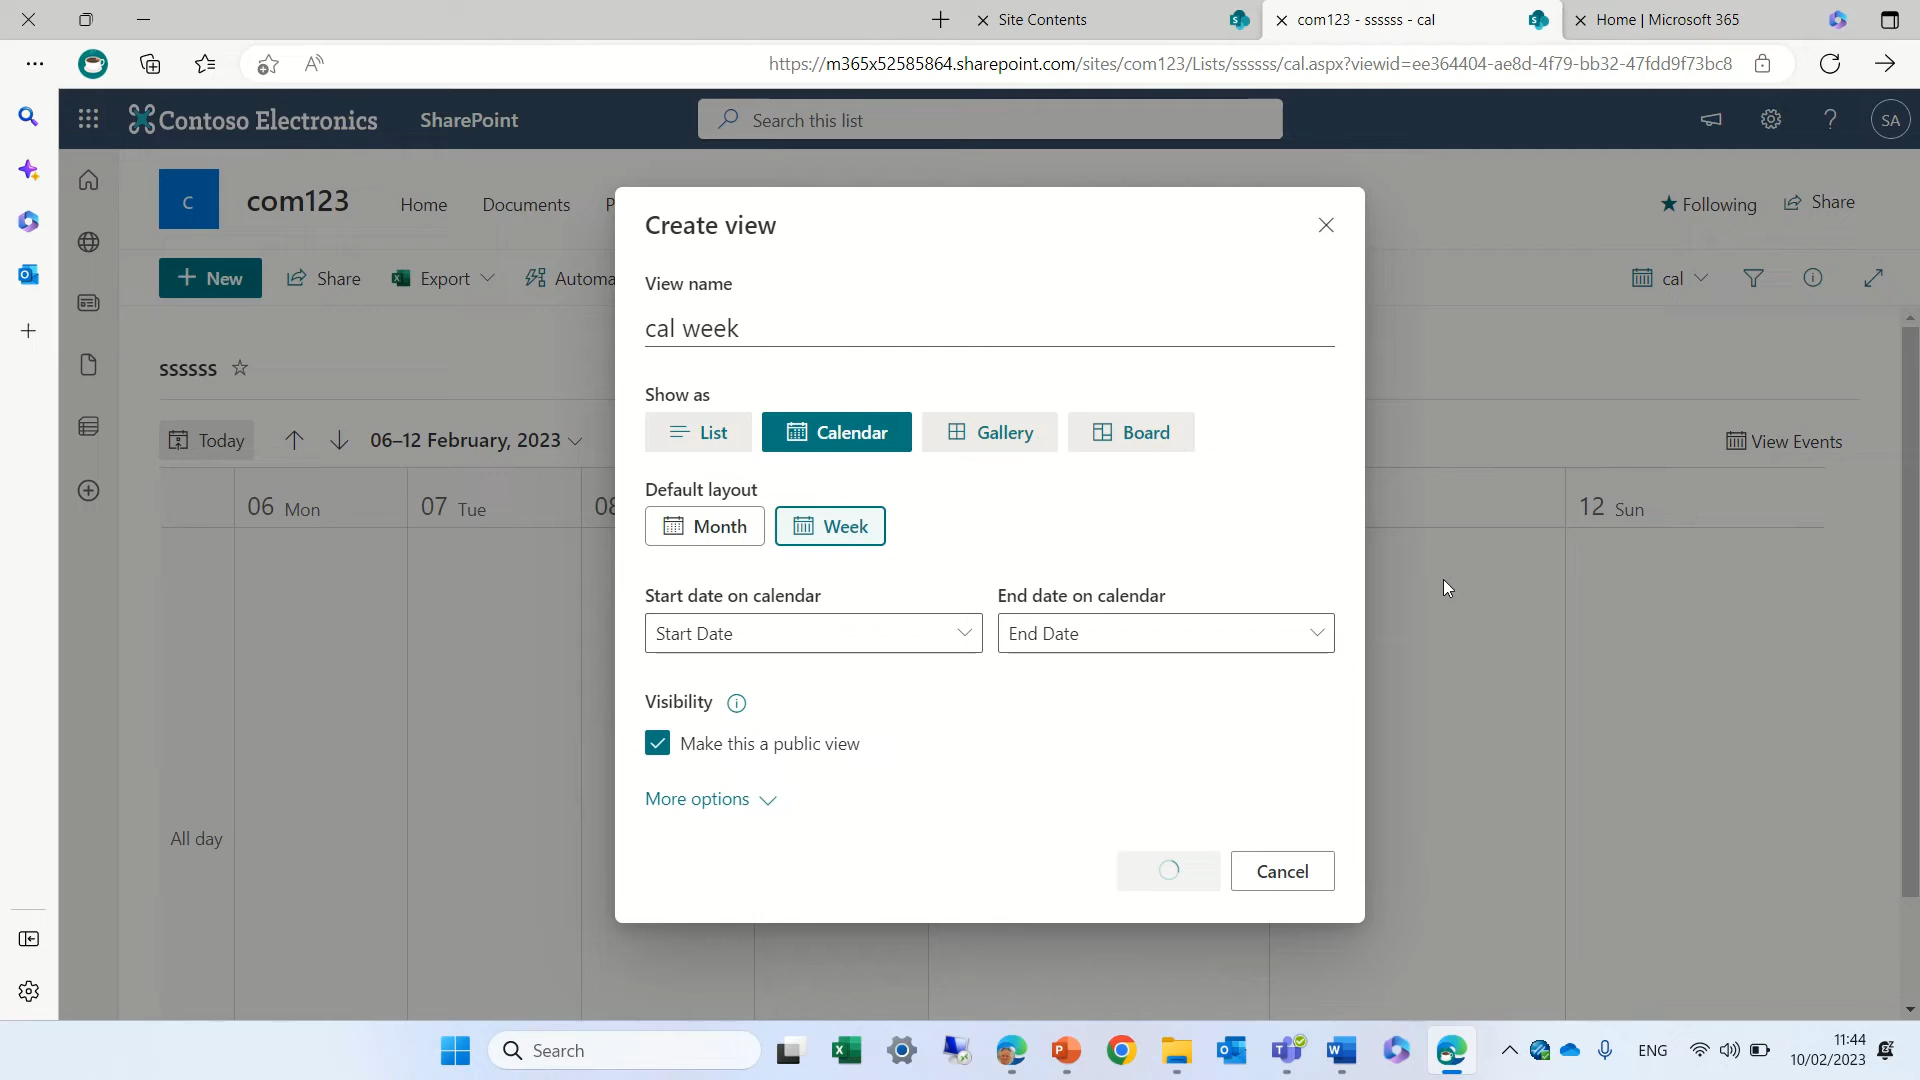 Site Contents
com123 - ssssss - cal
Home | Microsoft 365
https://m365x52585864.sharepoint.com/sites/com123/Lists/ssssss/cal.aspx?viewid=ee364404-ae8d-4f79-bb32-47fdd9f73bc8
Contoso Electronics
SharePoint
Search this list
SA
C
com123
Home
Documents
Following
Share
New
Share
Export
Automa
cal
ssssss
Today
06–12 February, 2023
View Events
06 Mon
07 Tue
12 Sun
All day
Create view
View name
cal week
Show as
List
Calendar
Gallery
Board
Default layout
Month
Week
Start date on calendar
End date on calendar
Start Date
End Date
Visibility
Make this a public view
More options
Cancel
Search
ENG
11:44
10/02/2023